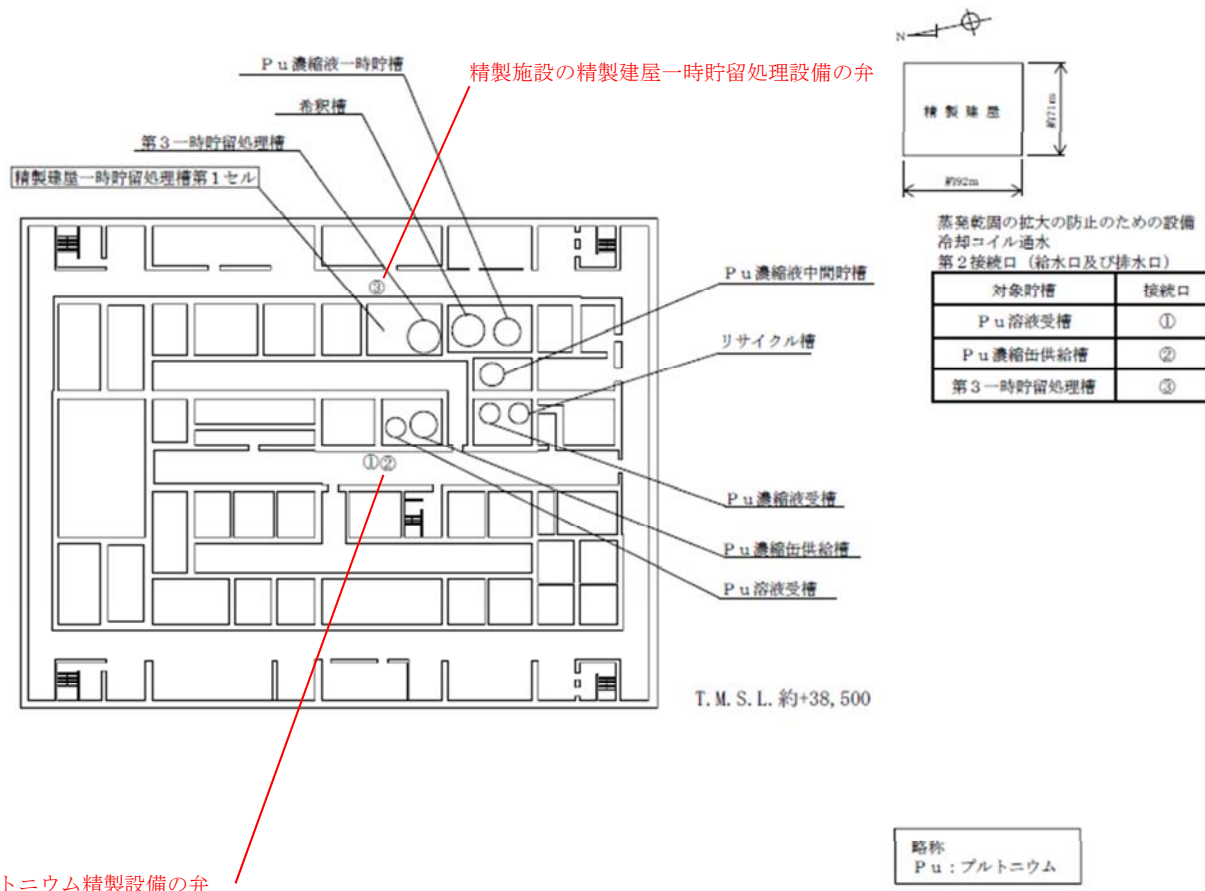 Pu濃縮液一時貯槽
精製施設の精製建屋一時貯留処理設備の弁
希釈槽
第3一時貯留処理槽
精製建屋一時貯留処理槽第1セル
③
Pu濃縮液中間貯槽
リサイクル槽
①②
Pu濃縮液受槽
Pu濃縮缶供給槽
Pu溶液受槽
T.M.S.L.約+38,500
トニウム精製設備の弁
N
精製建屋
約71m
約92m
蒸発乾固の拡大の防止のための設備
冷却コイル通水
第2接続口（給水口及び排水口）
対象貯槽 接続口
Pu溶液受槽 ①
Pu濃縮缶供給槽 ②
第3一時貯留処理槽 ③
略称
Pu：プルトニウム